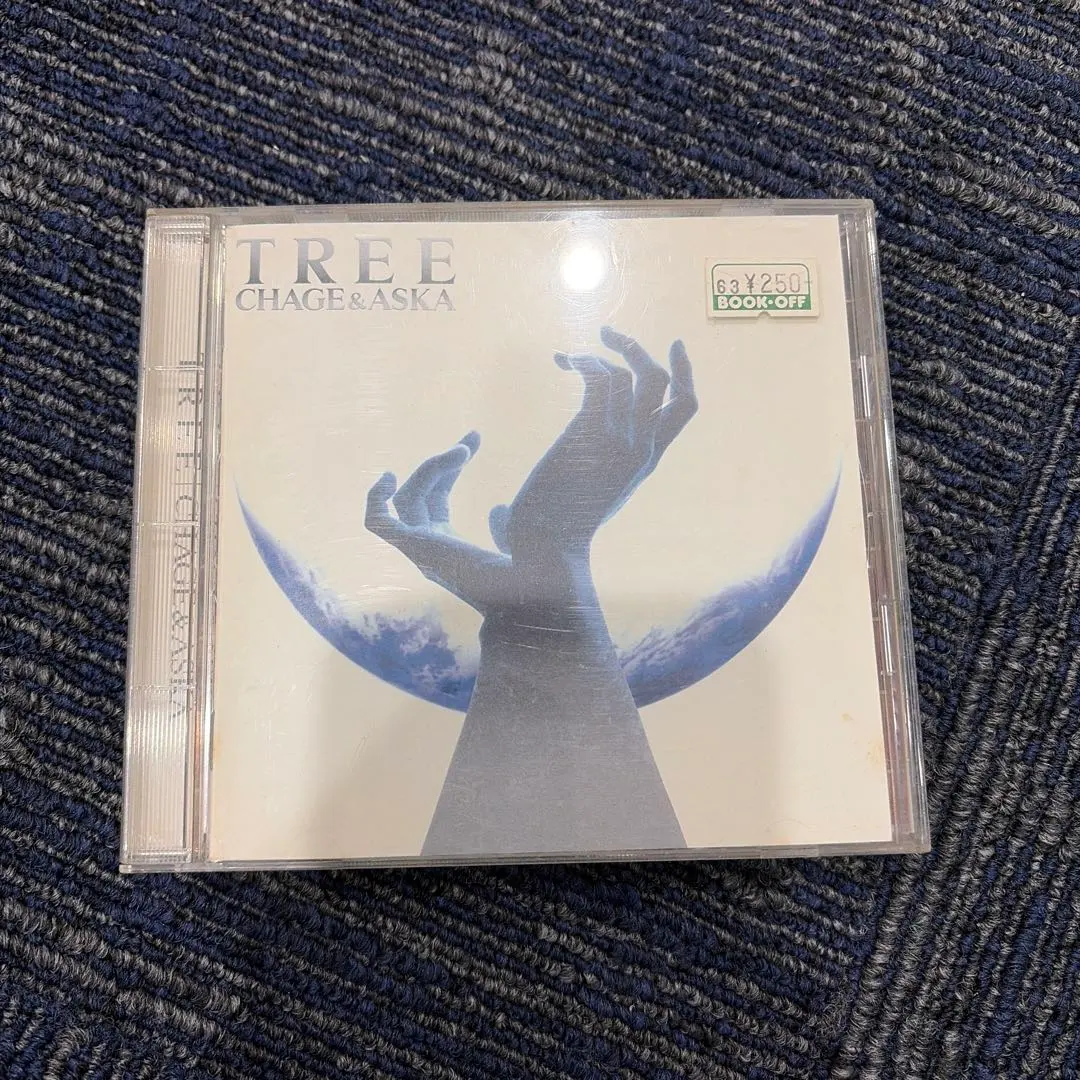 TREE
CHAGE&ASKA
63 ¥250-
BOOK·OFF
TREE CHAGE&ASKA